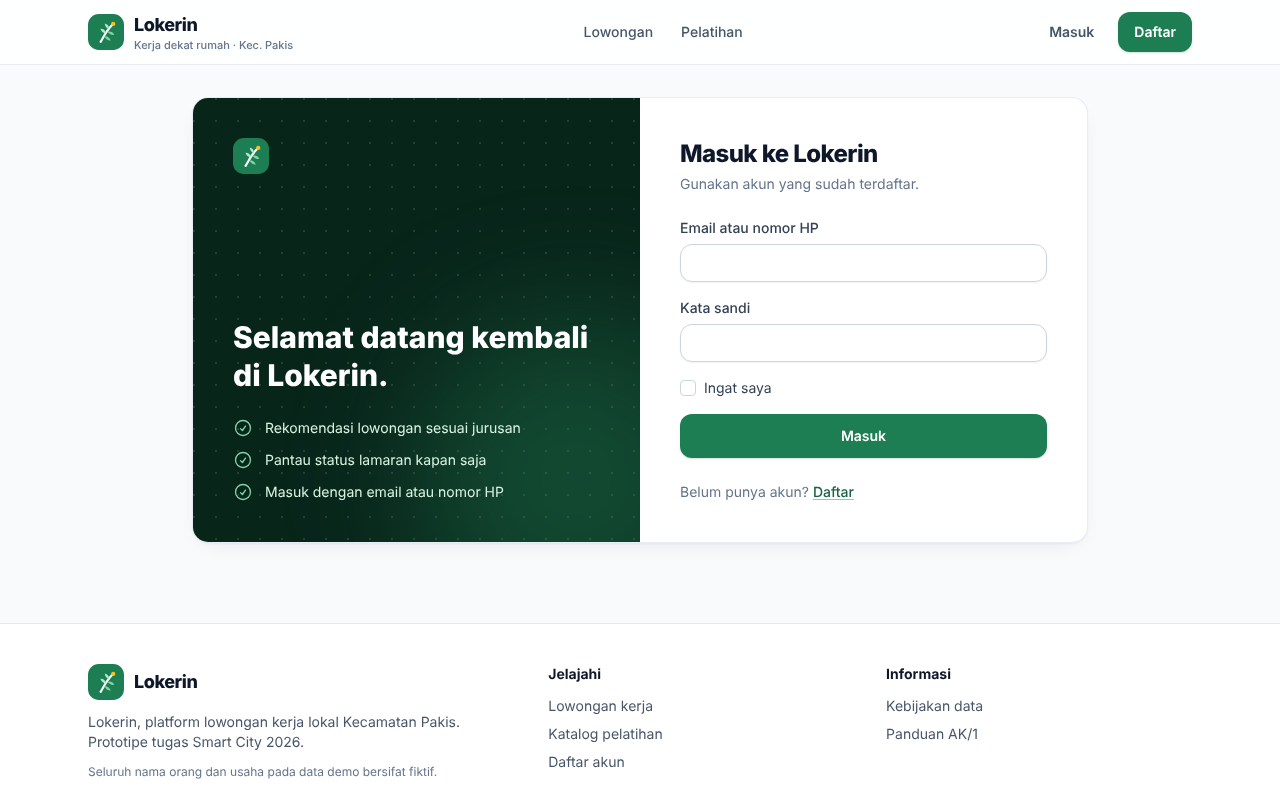 Lokerin
Kerja dekat rumah · Kec. Pakis
Lowongan
Pelatihan
Masuk
Daftar
Selamat datang kembali
di Lokerin.
Rekomendasi lowongan sesuai jurusan
Pantau status lamaran kapan saja
Masuk dengan email atau nomor HP
Masuk ke Lokerin
Gunakan akun yang sudah terdaftar.
Email atau nomor HP
Kata sandi
Ingat saya
Masuk
Belum punya akun? Daftar
Lokerin
Lokerin, platform lowongan kerja lokal Kecamatan Pakis.
Prototipe tugas Smart City 2026.
Seluruh nama orang dan usaha pada data demo bersifat fiktif.
Jelajahi
Lowongan kerja
Katalog pelatihan
Daftar akun
Informasi
Kebijakan data
Panduan AK/1